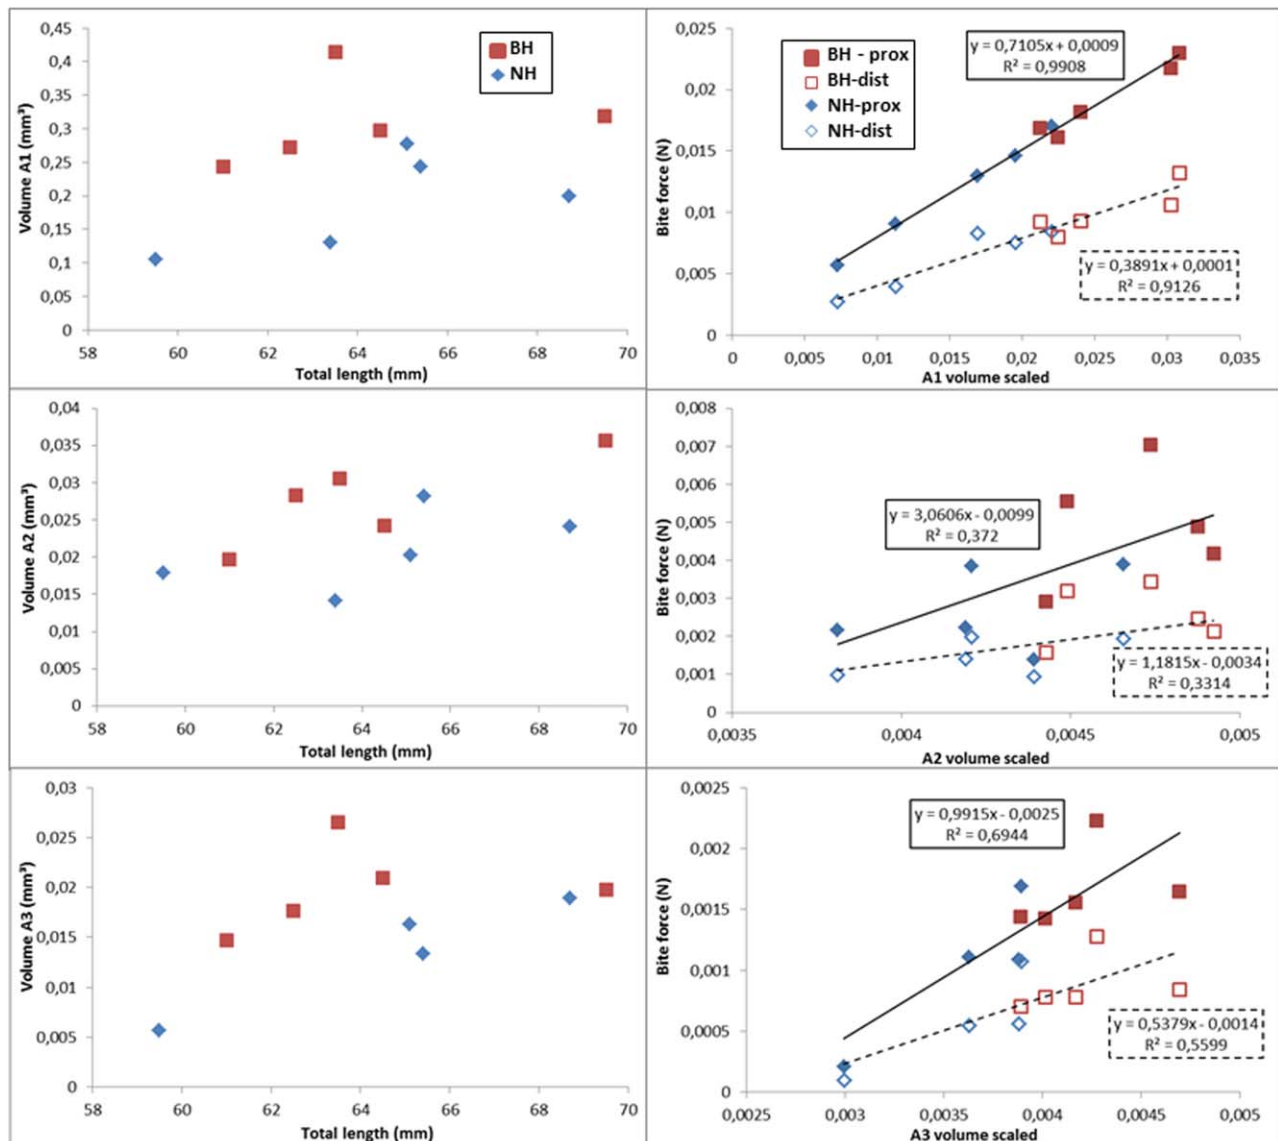 0,45
0,4
0,35
0,3
0,25
0,2
0,15
0,1
0,05
0
Volume A1 (mm³)
BH
NH
58 60 62 64 66 68 70
Total length (mm)
0,025
0,02
0,015
0,01
0,005
0
Bite force (N)
BH - prox
BH-dist
NH-prox
NH-dist
y = 0,7105x + 0,0009
R² = 0,9908
y = 0,3891x + 0,0001
R² = 0,9126
0 0,005 0,01 0,015 0,02 0,025 0,03 0,035
A1 volume scaled
0,04
0,035
0,03
0,025
0,02
0,015
0,01
0,005
0
Volume A2 (mm³)
58 60 62 64 66 68 70
Total length (mm)
0,008
0,007
0,006
0,005
0,004
0,003
0,002
0,001
0
Bite force (N)
y = 3,0606x - 0,0099
R² = 0,372
y = 1,1815x - 0,0034
R² = 0,3314
0,0035 0,004 0,0045 0,005
A2 volume scaled
0,03
0,025
0,02
0,015
0,01
0,005
0
Volume A3 (mm³)
58 60 62 64 66 68 70
Total length (mm)
0,0025
0,002
0,0015
0,001
0,0005
0
Bite force (N)
y = 0,9915x - 0,0025
R² = 0,6944
y = 0,5379x - 0,0014
R² = 0,5599
0,0025 0,003 0,0035 0,004 0,0045 0,005
A3 volume scaled